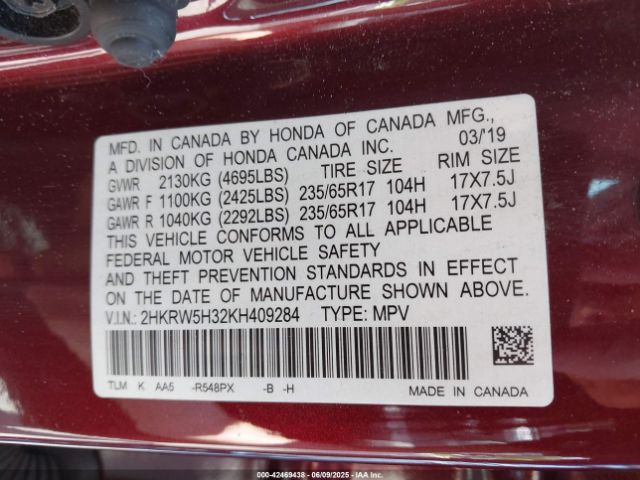 MFD. IN CANADA BY HONDA OF CANADA MFG.,
A DIVISION OF HONDA CANADA INC. 03/'19
GVWR 2130KG (4695LBS) TIRE SIZE RIM SIZE
GAWR F 1100KG (2425LBS) 235/65R17 104H 17X7.5J
GAWR R 1040KG (2292LBS) 235/65R17 104H 17X7.5J
THIS VEHICLE CONFORMS TO ALL APPLICABLE
FEDERAL MOTOR VEHICLE SAFETY
AND THEFT PREVENTION STANDARDS IN EFFECT
ON THE DATE OF MANUFACTURE SHOWN ABOVE.
V.I.N.: 2HKRW5H32KH409284 TYPE: MPV
TLM K AA5 -R548PX -B -H
MADE IN CANADA
000-42469438 - 06/09/2025 - IAA Inc.